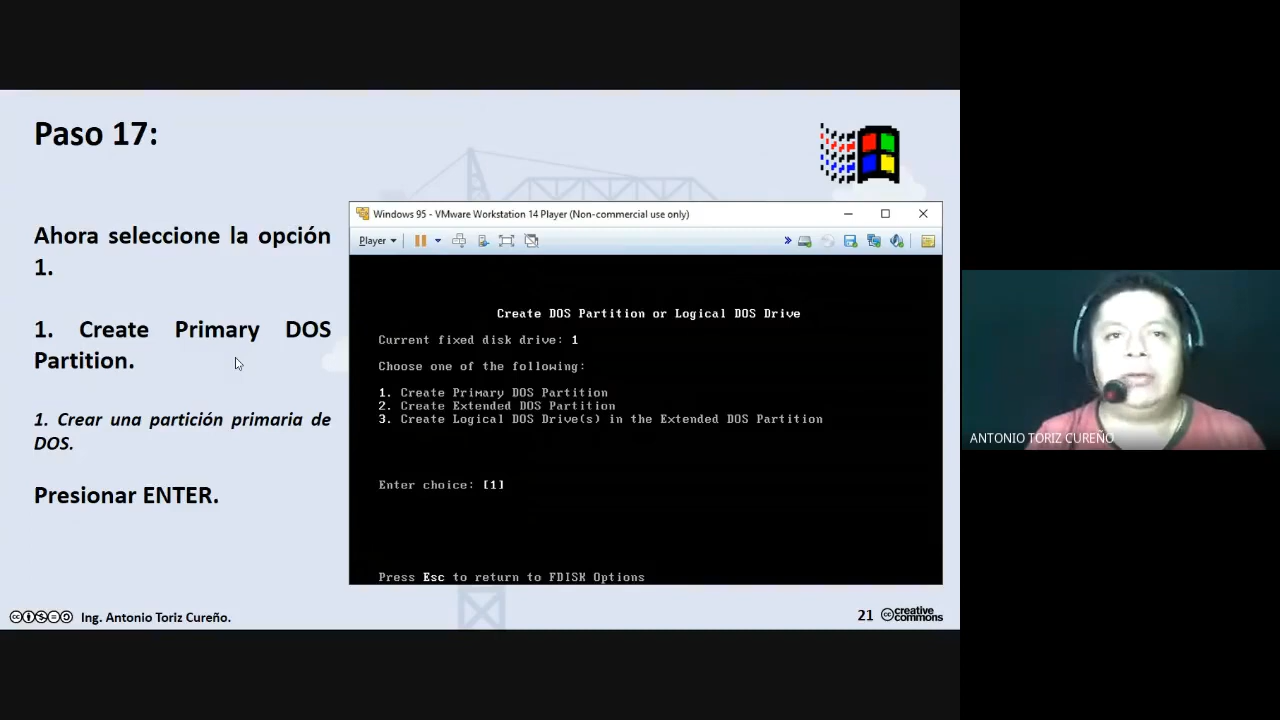 Paso 17:
Ahora seleccione la opción
1.
1. Create Primary DOS
Partition.
1. Crear una partición primaria de
DOS.
Presionar ENTER.
Windows 95 - VMware Workstation 14 Player (Non-commercial use only)
Player
Create DOS Partition or Logical DOS Drive
Current fixed disk drive: 1
Choose one of the following:
1. Create Primary DOS Partition
2. Create Extended DOS Partition
3. Create Logical DOS Drive(s) in the Extended DOS Partition
Enter choice: [1]
Press Esc to return to FDISK Options
Ing. Antonio Toriz Cureño.
21
cc creative
commons
ANTONIO TORIZ CUREÑO